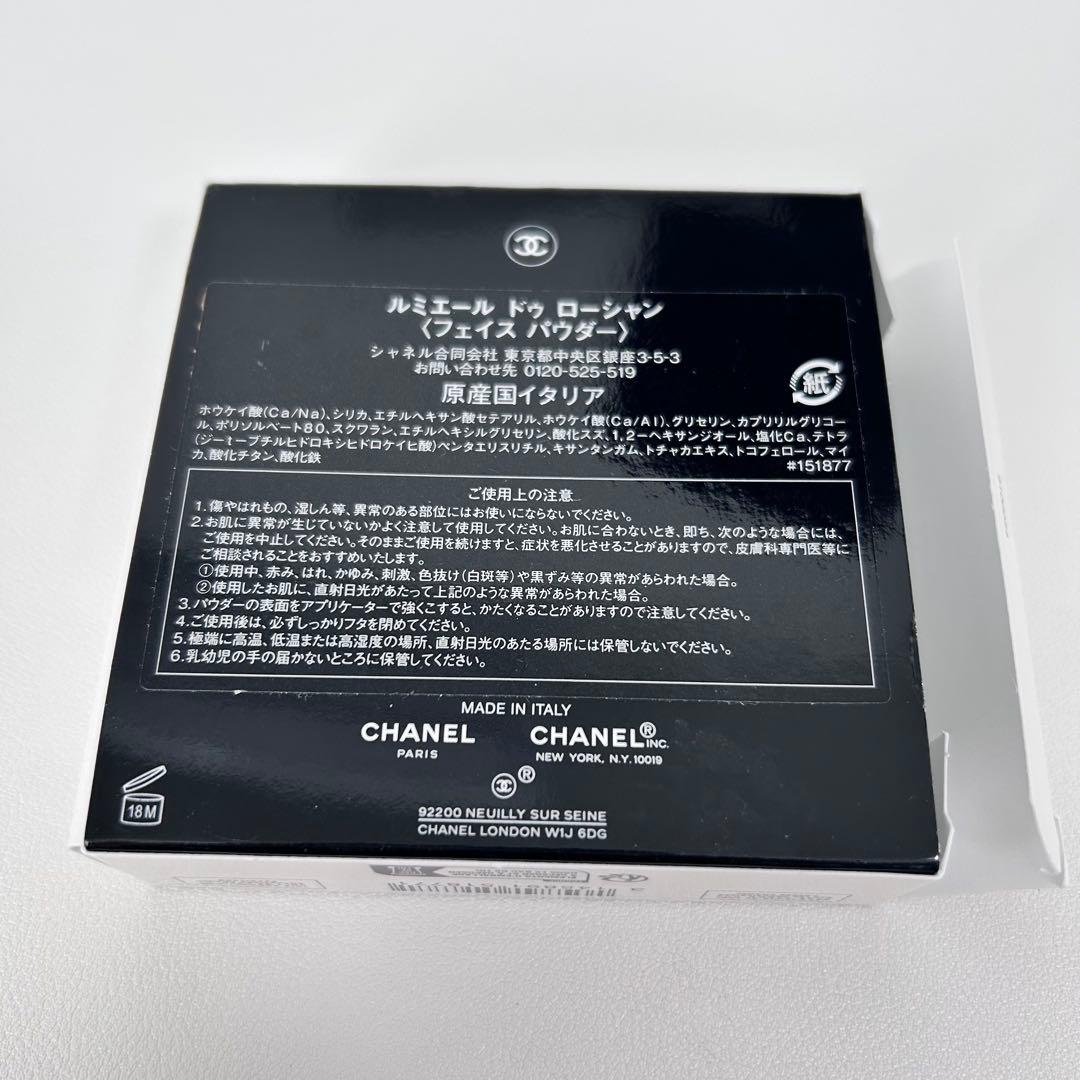 ルミエール ドゥ ローシャン
〈フェイス パウダー〉
シャネル合同会社 東京都中央区銀座3-5-3
お問い合わせ先 0120-525-519
原産国イタリア
紙
ホウケイ酸(Ca/Na)、シリカ、エチルヘキサン酸セテアリル、ホウケイ酸(Ca/Al)、グリセリン、カプリリルグリコー
ル、ポリソルベート80、スクワラン、エチルヘキシルグリセリン、酸化スズ、1,2-ヘキサンジオール、塩化Ca、テトラ
(ジ-t-ブチルヒドロキシヒドロケイヒ酸)ペンタエリスリチル、キサンタンガム、トチャカエキス、トコフェロール、マイ
カ、酸化チタン、酸化鉄
#151877
ご使用上の注意
1.傷やはれもの、湿しん等、異常のある部位にはお使いにならないでください。
2.お肌に異常が生じていないかよく注意して使用してください。お肌に合わないとき、即ち、次のような場合には、
ご使用を中止してください。そのままご使用を続けますと、症状を悪化させることがありますので、皮膚科専門医等に
ご相談されることをおすすめいたします。
①使用中、赤み、はれ、かゆみ、刺激、色抜け(白斑等)や黒ずみ等の異常があらわれた場合。
②使用したお肌に、直射日光があたって上記のような異常があらわれた場合。
3.パウダーの表面をアプリケーターで強くこすると、かたくなることがありますので注意してください。
4.ご使用後は、必ずしっかりフタを閉めてください。
5.極端に高温、低温または高湿度の場所、直射日光のあたる場所には保管しないでください。
6.乳幼児の手の届かないところに保管してください。
MADE IN ITALY
CHANEL CHANEL® INC.
PARIS NEW YORK, N.Y. 10019
®
18M
92200 NEUILLY SUR SEINE
CHANEL LONDON W1J 6DG